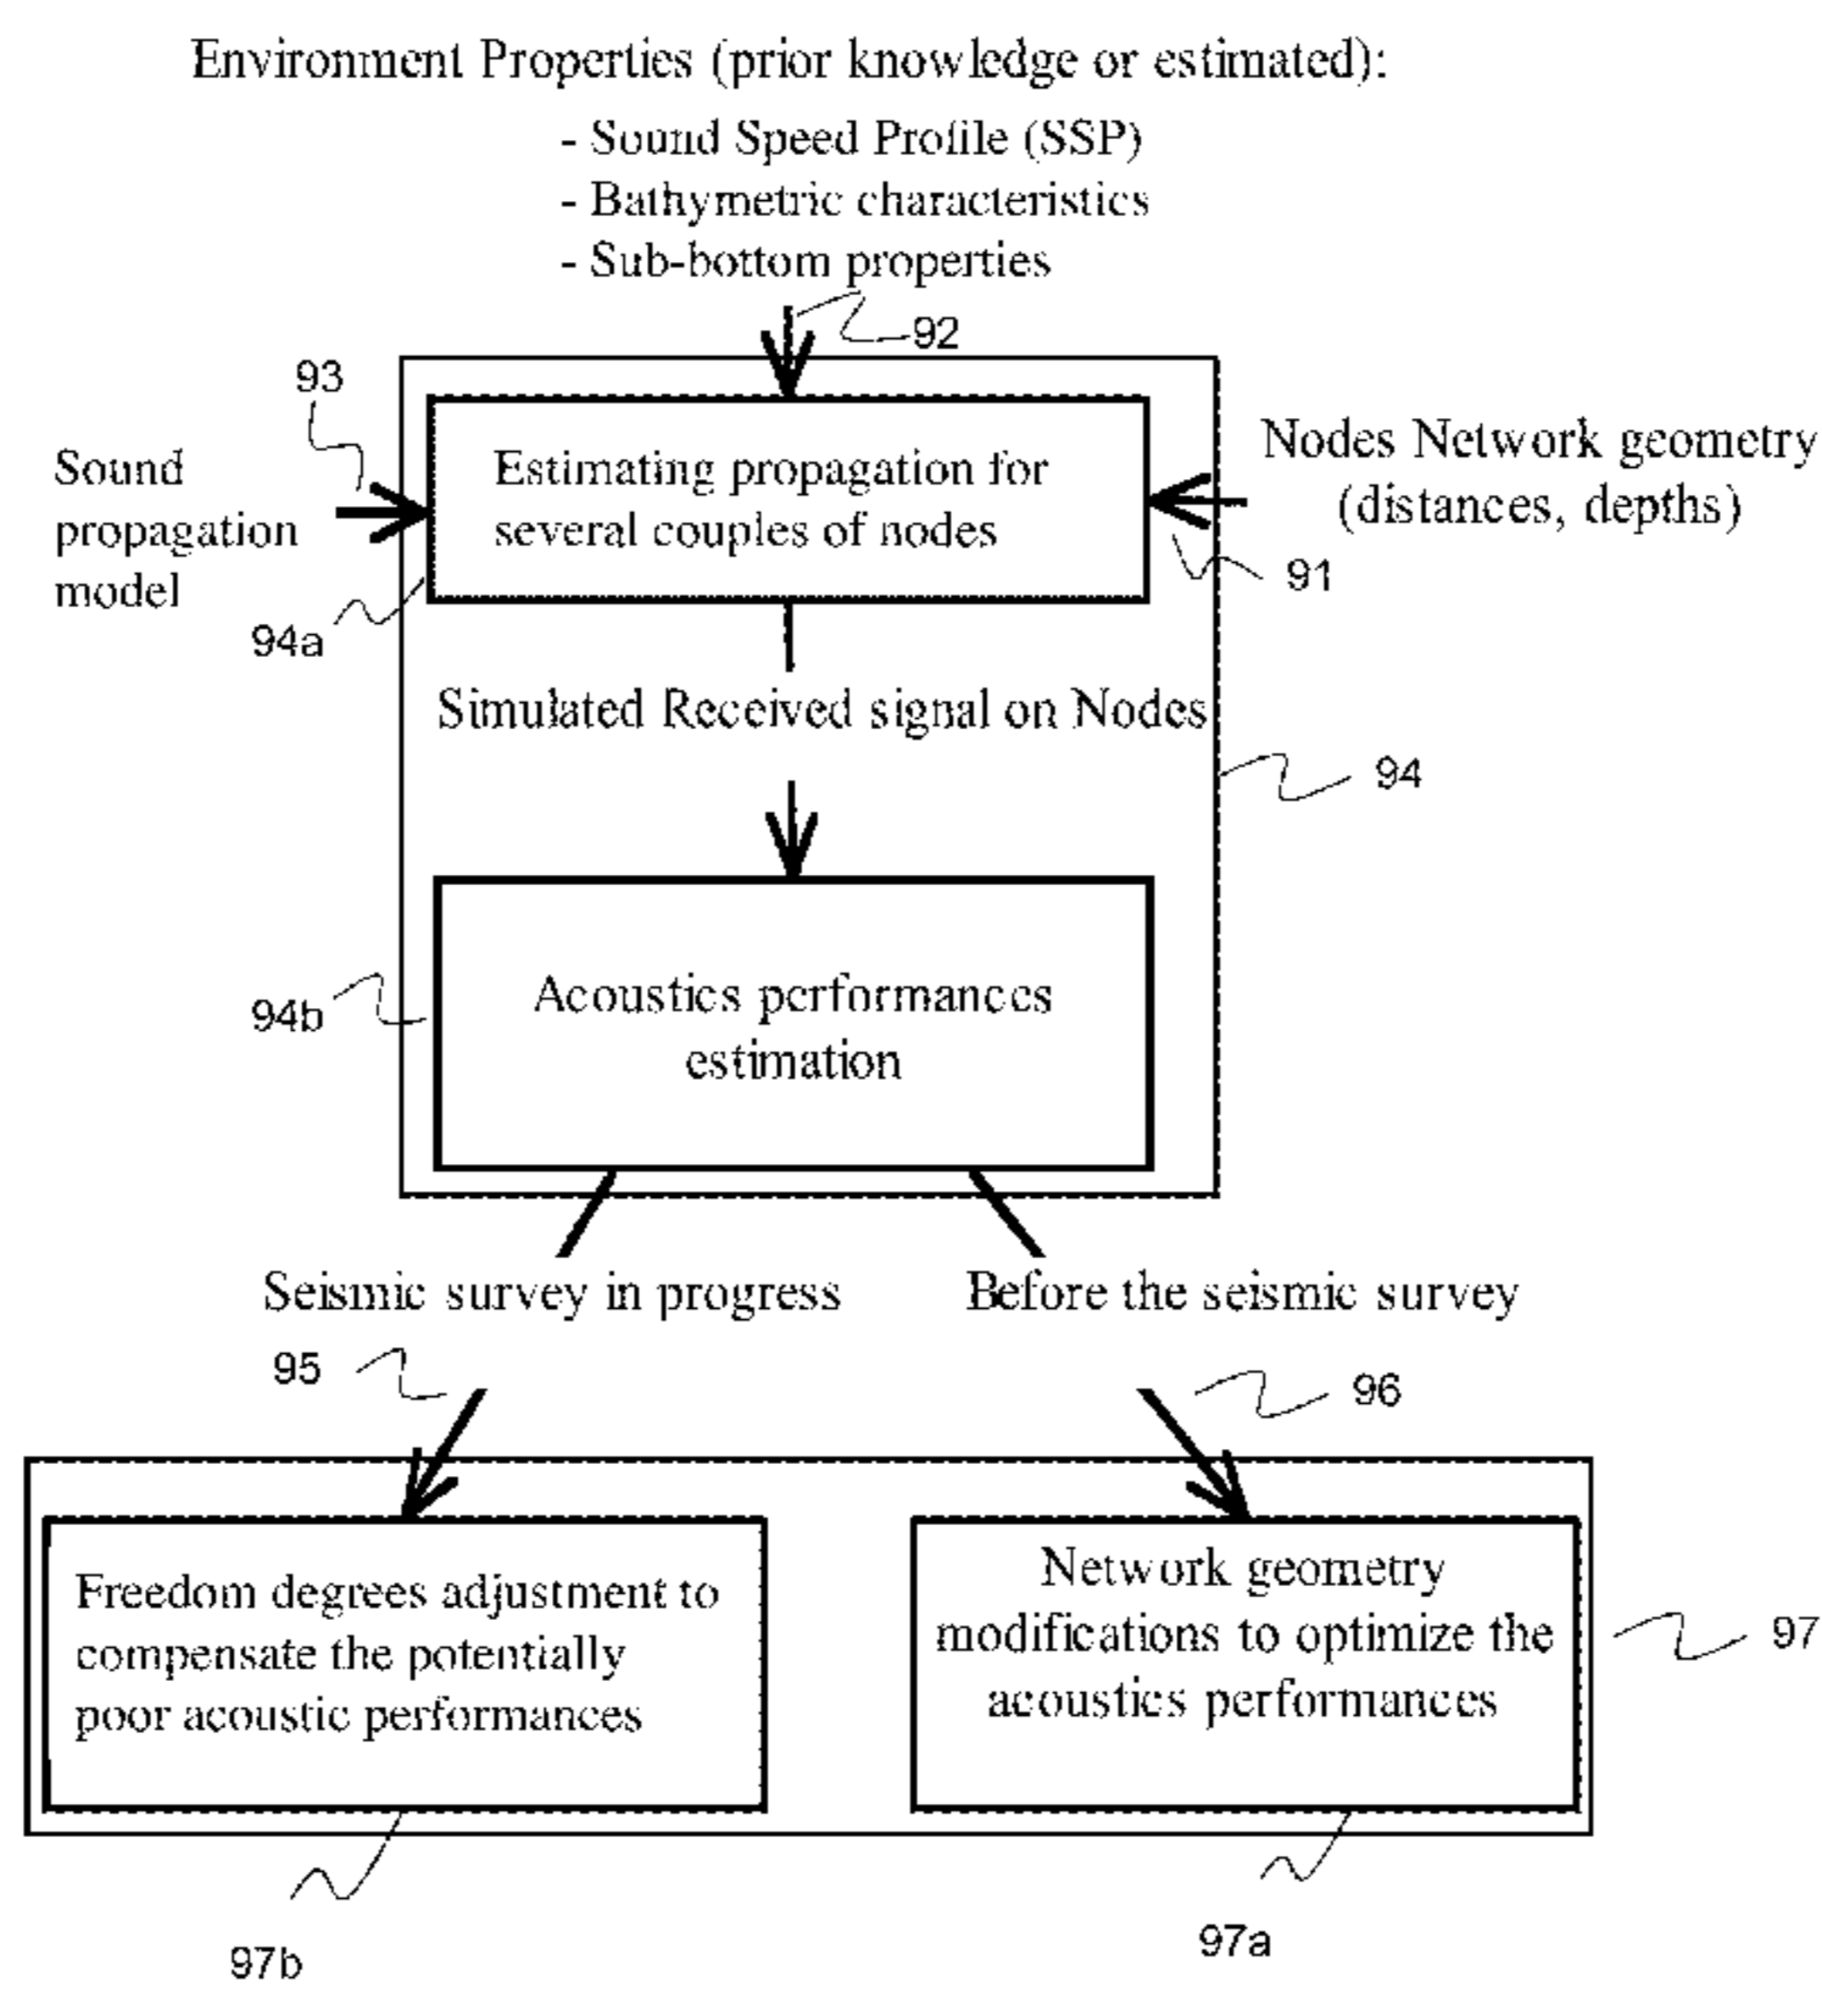 Environment Properties (prior knowledge or estimated):
- Sound Speed Profile (SSP)
- Bathymetric characteristics
- Sub-bottom properties
92
93
Sound
propagation
model
Estimating propagation for
several couples of nodes
Nodes Network geometry
(distances, depths)
91
94a
Simulated Received signal on Nodes
94
94b
Acoustics performances
estimation
Seismic survey in progress
Before the seismic survey
95
96
Freedom degrees adjustment to
compensate the potentially
poor acoustic performances
Network geometry
modifications to optimize the
acoustics performances
97
97b
97a